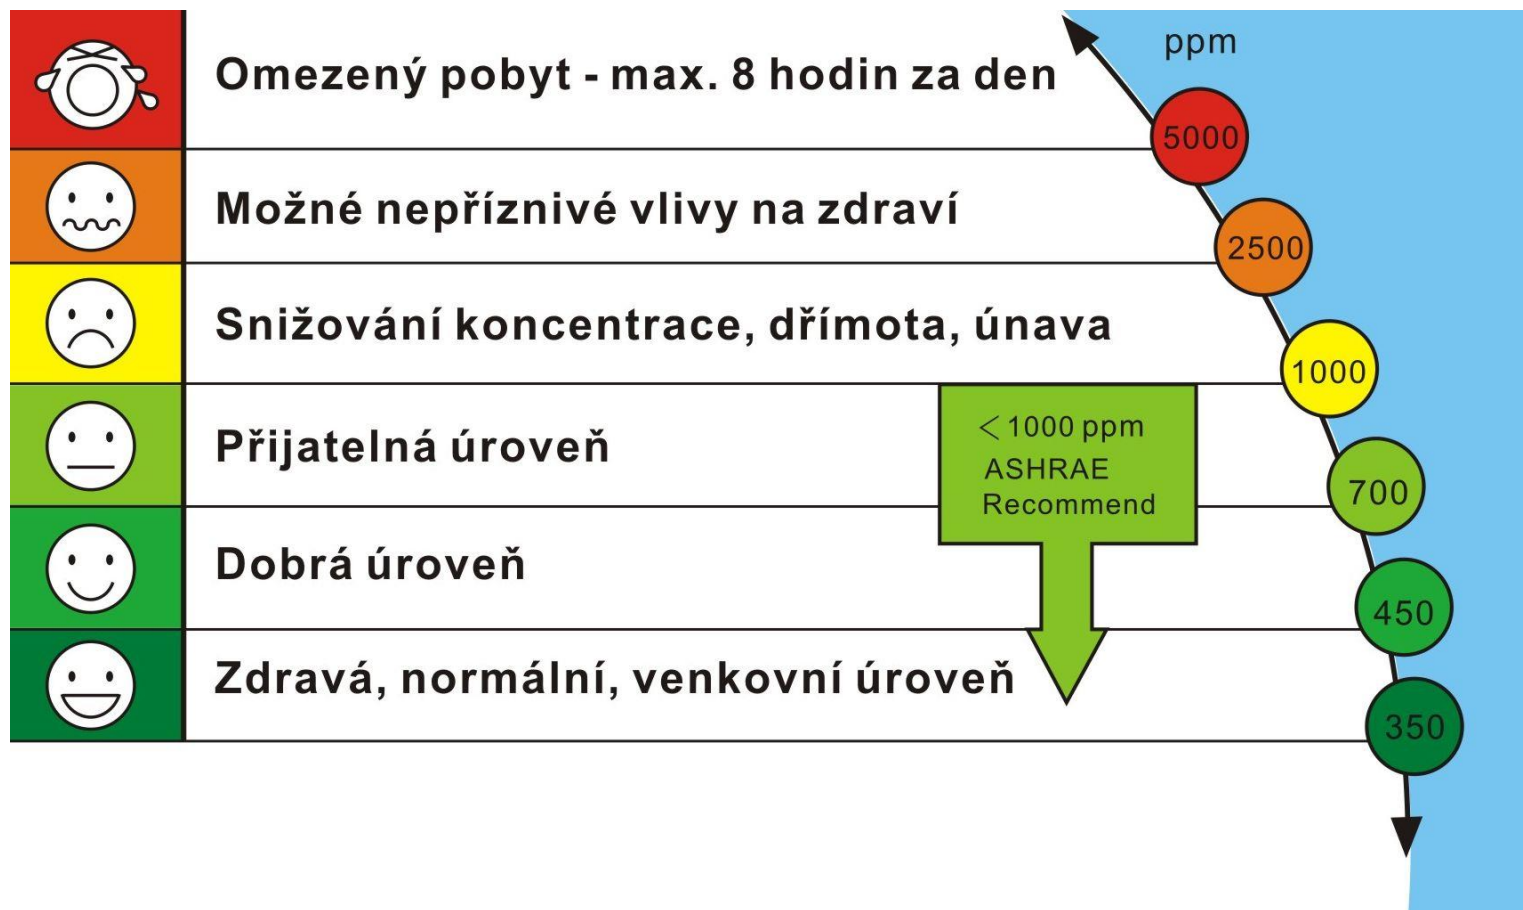 ppm
Omezený pobyt - max. 8 hodin za den
5000
Možné nepříznivé vlivy na zdraví
2500
Snižování koncentrace, dřímota, únava
1000
Přijatelná úroveň
< 1000 ppm
ASHRAE
Recommend
700
Dobrá úroveň
450
Zdravá, normální, venkovní úroveň
350